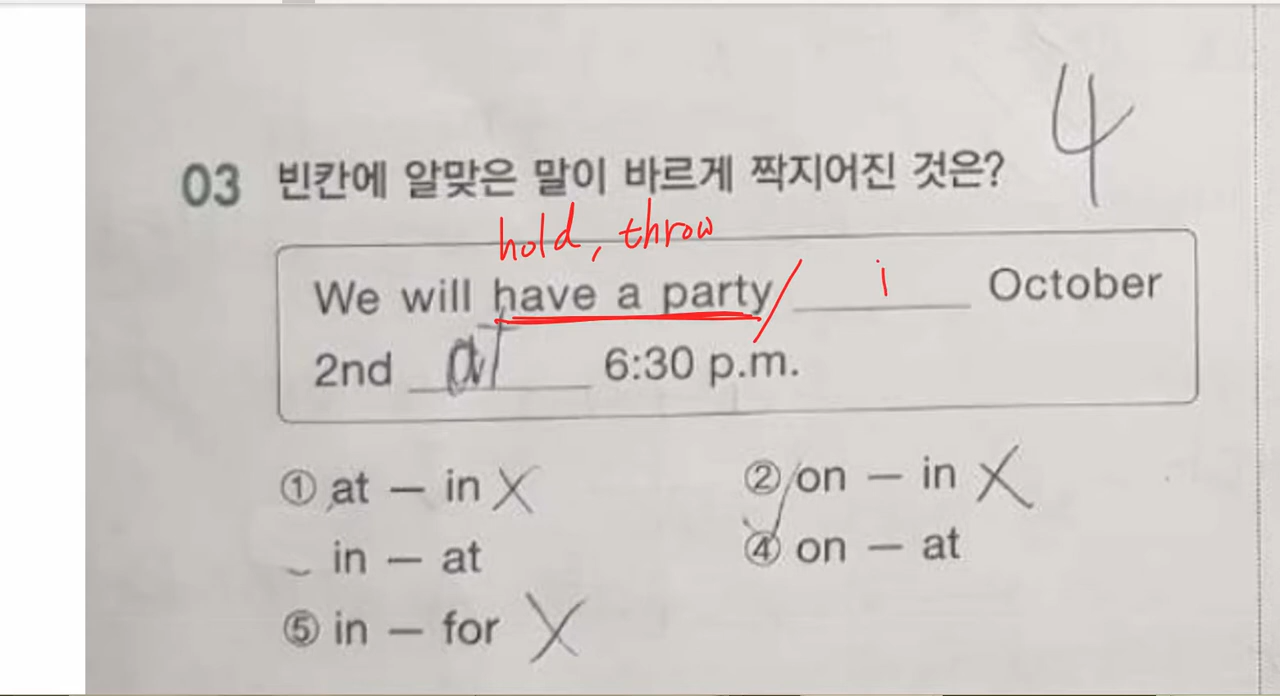 4
03 빈칸에 알맞은 말이 바르게 짝지어진 것은?
hold, throw
We will have a party / i October
2nd at 6:30 p.m.
① at – in X ② on – in X
in – at ④ on – at
⑤ in – for X